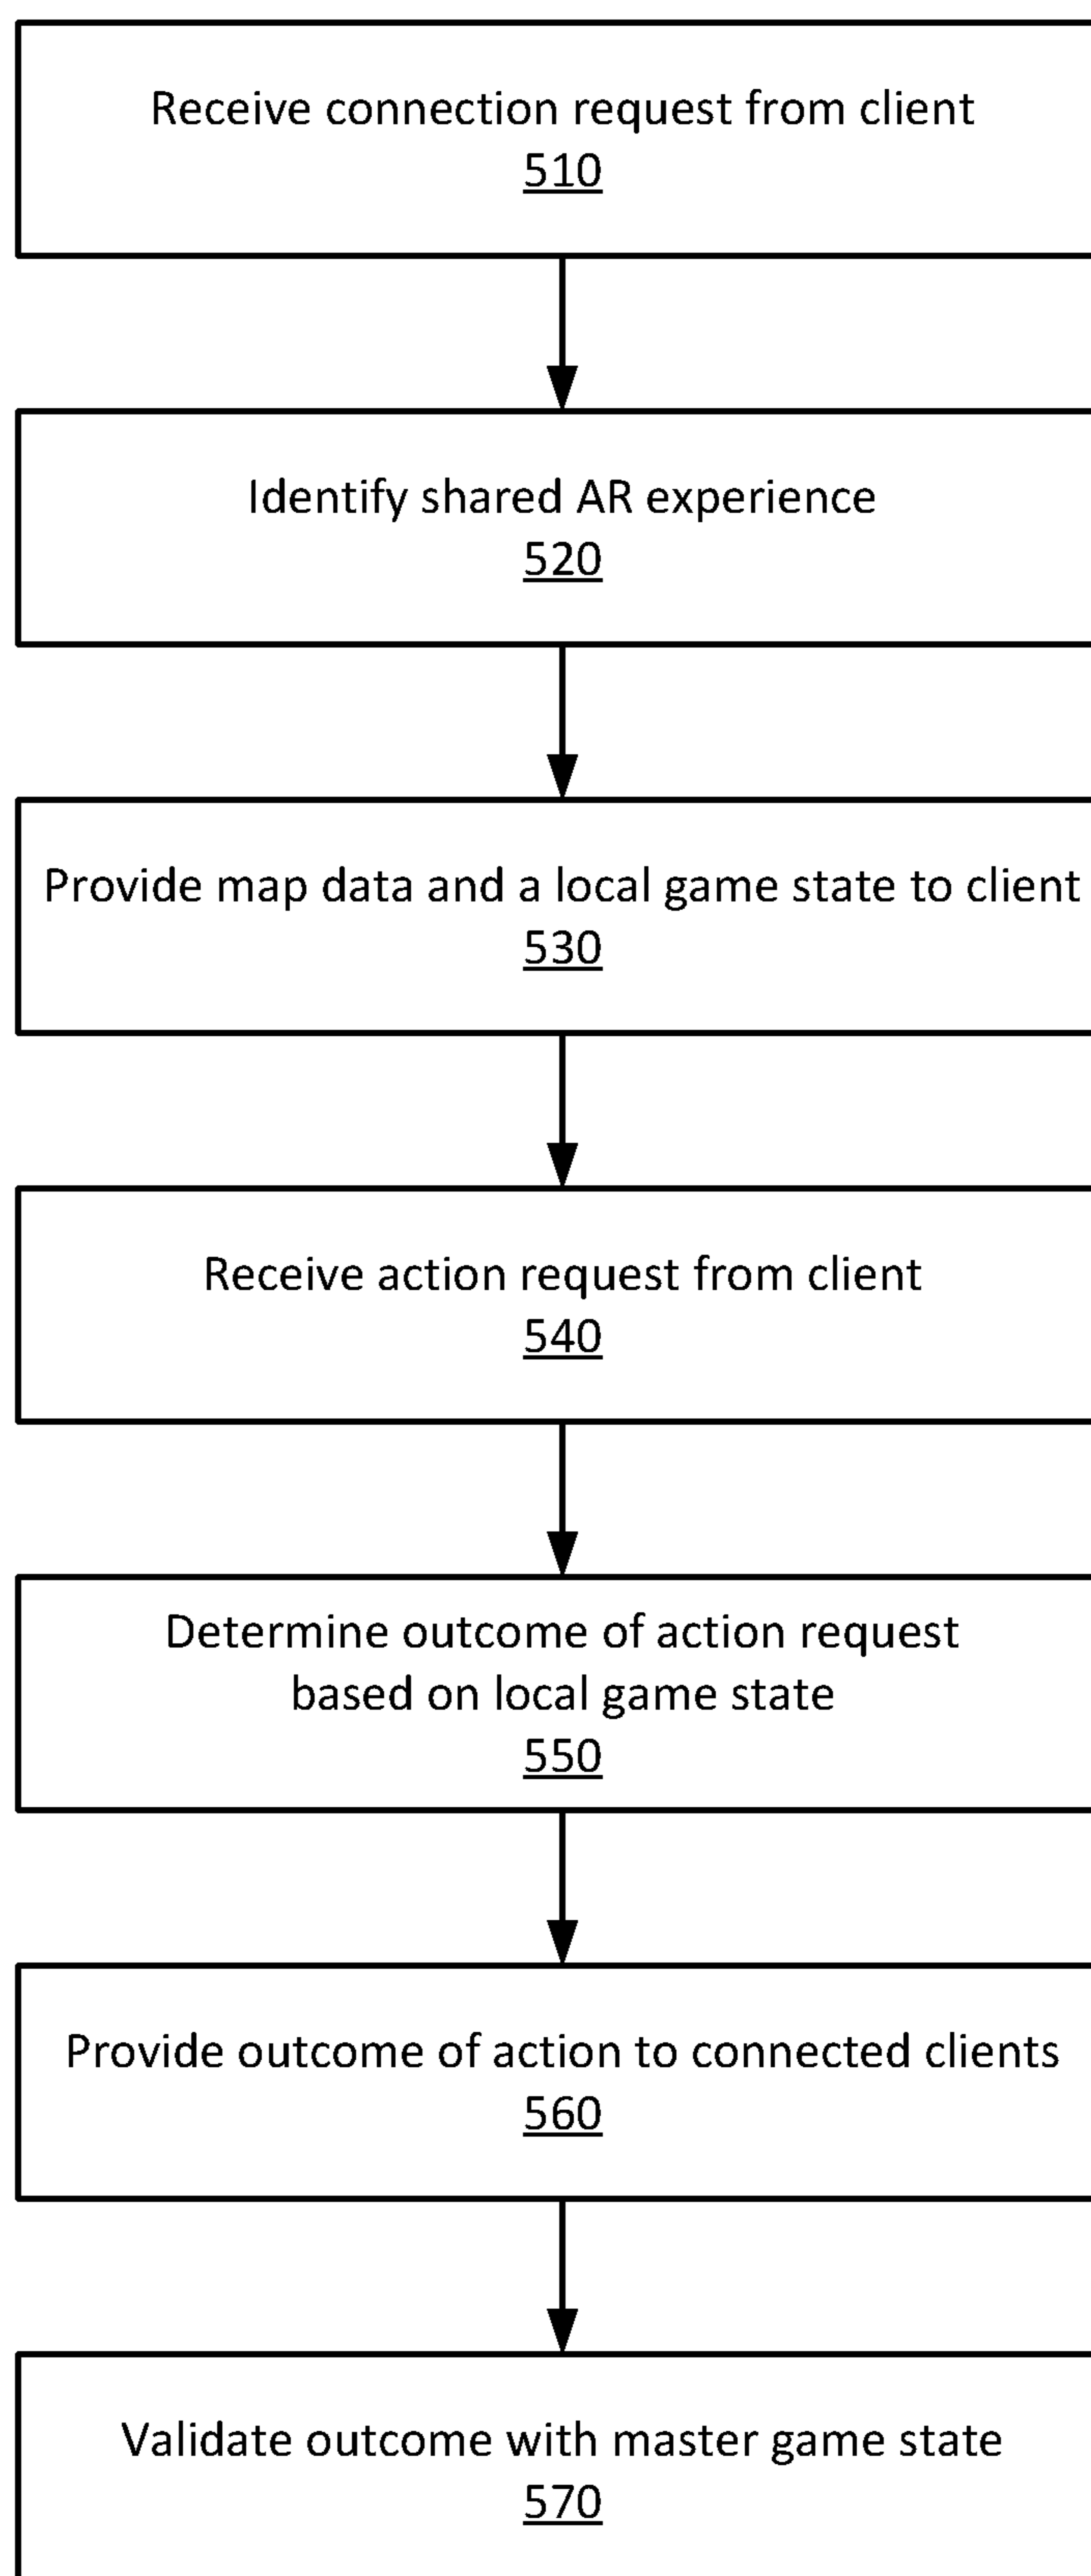 Receive connection request from client
510
Identify shared AR experience
520
Provide map data and a local game state to client
530
Receive action request from client
540
Determine outcome of action request
based on local game state
550
Provide outcome of action to connected clients
560
Validate outcome with master game state
570